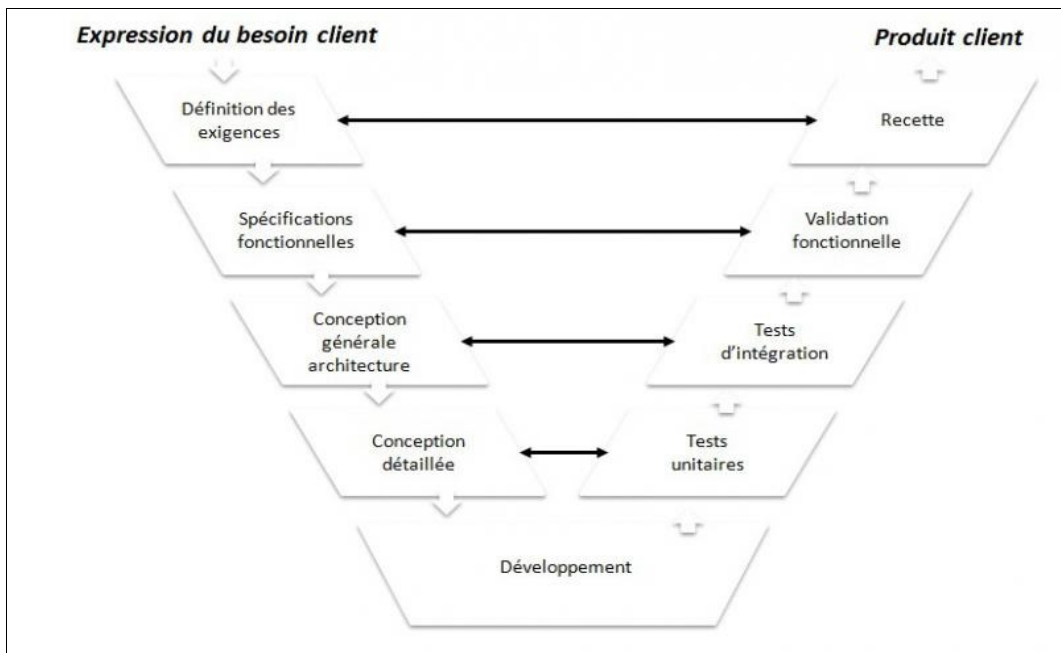 Expression du besoin client
Produit client
Définition des
exigences
Recette
Spécifications
fonctionnelles
Validation
fonctionnelle
Conception
générale
architecture
Tests
d'intégration
Conception
détaillée
Tests
unitaires
Développement